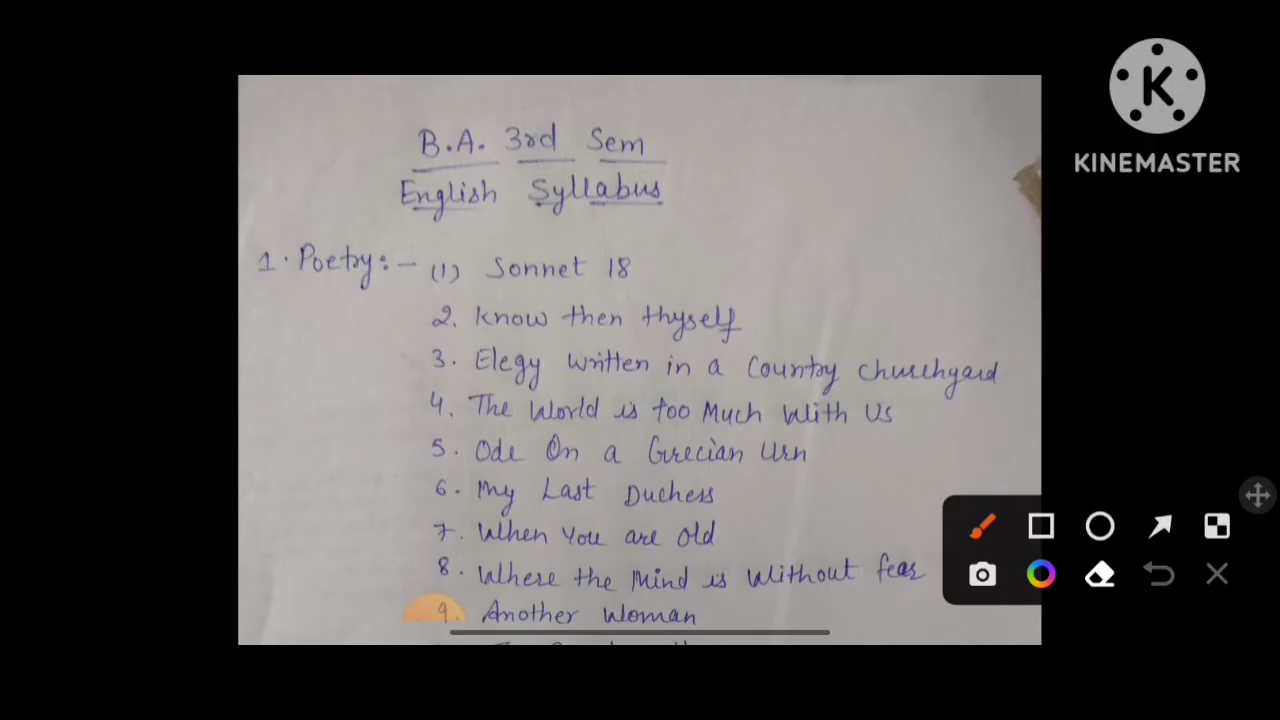 B.A. 3rd Sem
English Syllabus
1. Poetry:- (1) Sonnet 18
2. Know then thyself
3. Elegy written in a Country Churchyard
4. The World is too Much With Us
5. Ode On a Grecian Urn
6. My Last Duchess
7. When You are Old
8. Where the Mind is Without fear
9. Another Woman
K
KINEMASTER